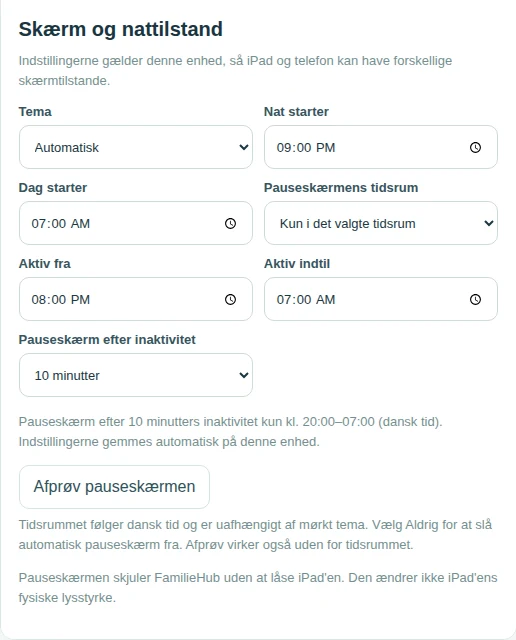 Skærm og nattilstand
Indstillingerne gælder denne enhed, så iPad og telefon kan have forskellige
skærmtilstande.
Tema
Nat starter
Automatisk
09:00 PM
Dag starter
Pauseskærmens tidsrum
07:00 AM
Kun i det valgte tidsrum
Aktiv fra
Aktiv indtil
08:00 PM
07:00 AM
Pauseskærm efter inaktivitet
10 minutter
Pauseskærm efter 10 minutters inaktivitet kun kl. 20:00–07:00 (dansk tid).
Indstillingerne gemmes automatisk på denne enhed.
Afprøv pauseskærmen
Tidsrummet følger dansk tid og er uafhængigt af mørkt tema. Vælg Aldrig for at slå
automatisk pauseskærm fra. Afprøv virker også uden for tidsrummet.
Pauseskærmen skjuler FamilieHub uden at låse iPad'en. Den ændrer ikke iPad'ens
fysiske lysstyrke.